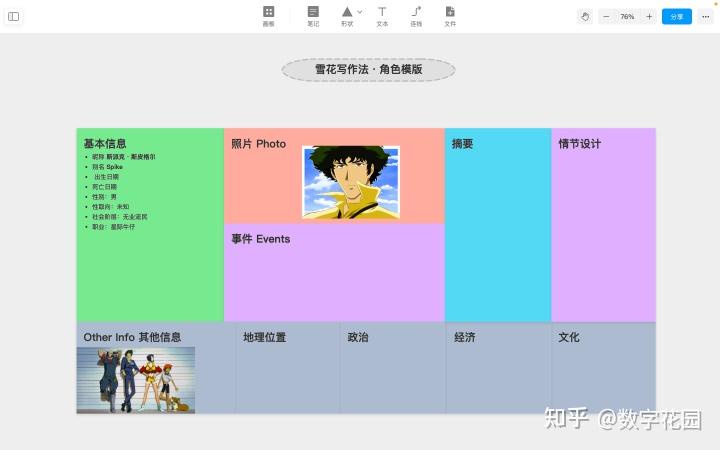 画板
笔记
形状
文本
连线
文件
76%
分享
雪花写作法·角色模版
基本信息
昵称 斯派克·斯皮格尔
别名 Spike
出生日期
死亡日期
性别：男
性取向：未知
社会阶层：无业流民
职业：星际牛仔
照片 Photo
事件 Events
摘要
情节设计
Other Info 其他信息
地理位置
政治
经济
文化
知乎 @数字花园